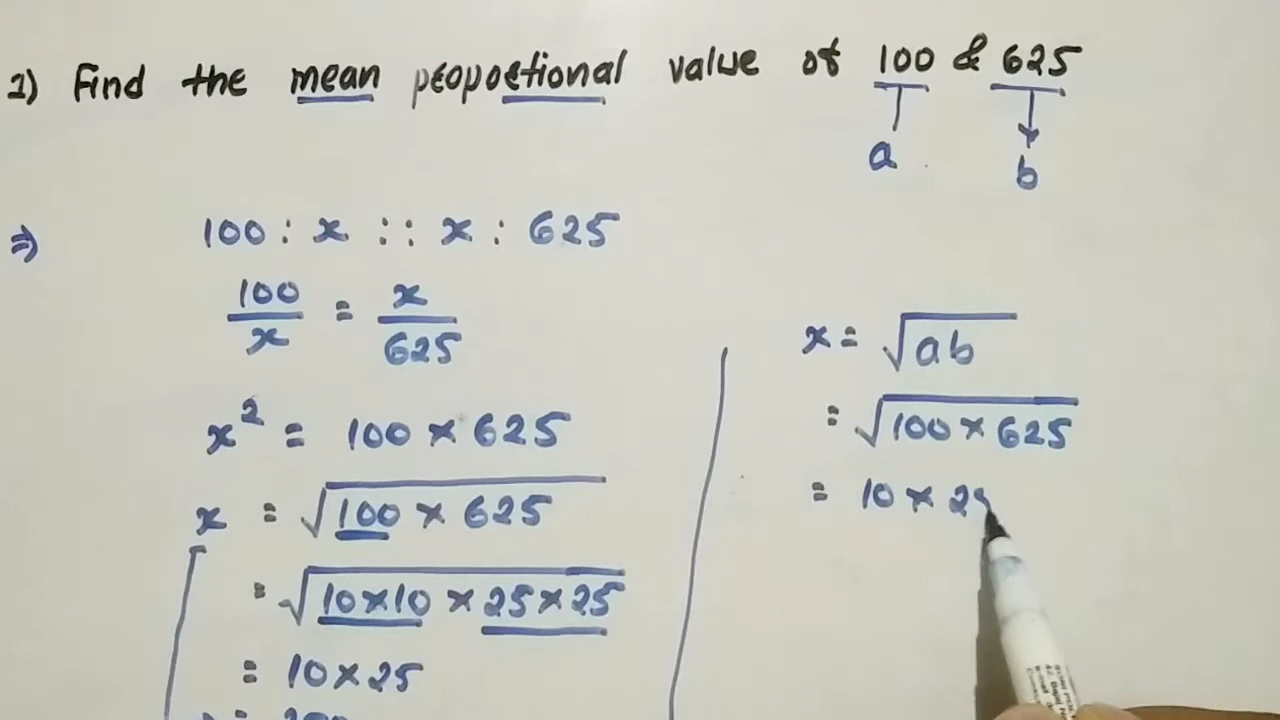 1) Find the mean propotional value of 100 & 625
a
b
⇒ 100 : x :: x : 625
100/x = x/625
x² = 100 × 625
x = √100 × 625
= √10×10 × 25×25
= 10×25
x = √ab
= √100 × 625
= 10 × 25